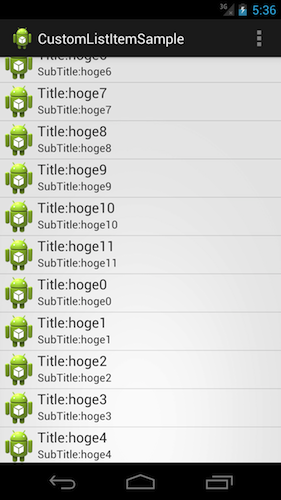 3G 5:36
CustomListItemSample
Title:hoge6
SubTitle:hoge6
Title:hoge7
SubTitle:hoge7
Title:hoge8
SubTitle:hoge8
Title:hoge9
SubTitle:hoge9
Title:hoge10
SubTitle:hoge10
Title:hoge11
SubTitle:hoge11
Title:hoge0
SubTitle:hoge0
Title:hoge1
SubTitle:hoge1
Title:hoge2
SubTitle:hoge2
Title:hoge3
SubTitle:hoge3
Title:hoge4
SubTitle:hoge4